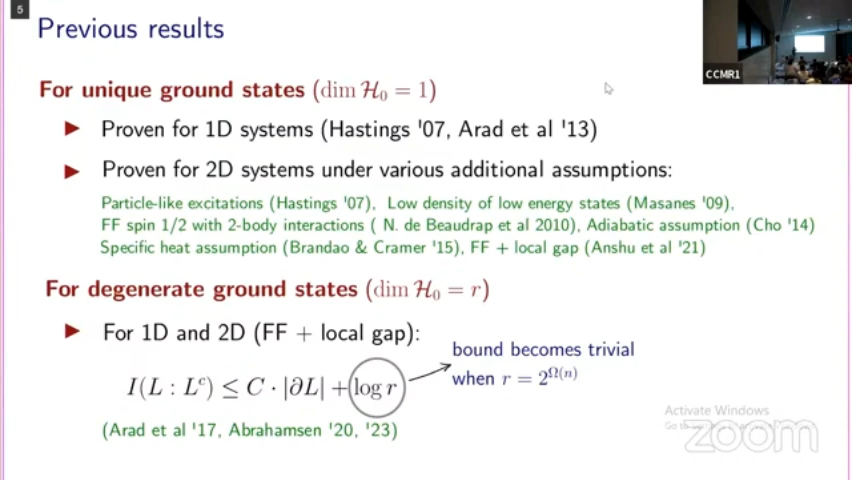 5
Previous results
CCMR1
For unique ground states (dim ℋ₀ = 1)
▶ Proven for 1D systems (Hastings '07, Arad et al '13)
▶ Proven for 2D systems under various additional assumptions:
Particle-like excitations (Hastings '07), Low density of low energy states (Masanes '09),
FF spin 1/2 with 2-body interactions ( N. de Beaudrap et al 2010), Adiabatic assumption (Cho '14)
Specific heat assumption (Brandao & Cramer '15), FF + local gap (Anshu et al '21)
For degenerate ground states (dim ℋ₀ = r)
▶ For 1D and 2D (FF + local gap):
bound becomes trivial
when r = 2^{Ω(n)}
I(L : Lᶜ) ≤ C · |∂L| + log r
(Arad et al '17, Abrahamsen '20, '23)
Activate Windows
zoom